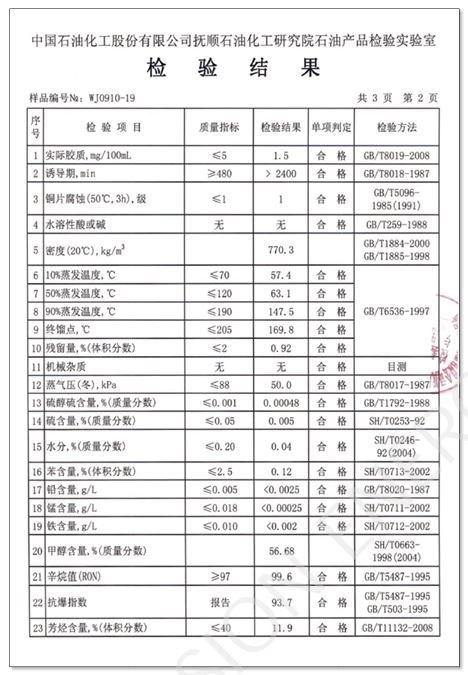 中国石油化工股份有限公司抚顺石油化工研究院石油产品检验实验室
检 验 结 果
样品编号№: WJ0910-19 共 3 页 第 2 页
序号 检 验 项 目 质量指标 检验结果 单项判定 检验方法
1 实际胶质,mg/100mL ≤5 1.5 合 格 GB/T8019-2008
2 诱导期,min ≥480 > 2400 合 格 GB/T8018-1987
3 铜片腐蚀(50℃,3h),级 ≤1 1 合 格 GB/T5096-1985(1991)
4 水溶性酸或碱 无 无 合 格 GB/T259-1988
5 密度(20℃),kg/m³ 770.3 GB/T1884-2000 GB/T1885-1998
6 10%蒸发温度,℃ ≤70 57.4 合 格 GB/T6536-1997
7 50%蒸发温度,℃ ≤120 63.1 合 格
8 90%蒸发温度,℃ ≤190 147.5 合 格
9 终馏点,℃ ≤205 169.8 合 格
10 残留量,%(体积分数) ≤2 0.92 合 格
11 机械杂质 无 无 合 格 目测
12 蒸气压(冬),kPa ≤88 50.0 合 格 GB/T8017-1987
13 硫醇硫含量,%(质量分数) ≤0.001 0.00048 合 格 GB/T1792-1988
14 硫含量,%(质量分数) ≤0.05 0.005 合 格 SH/T0253-92
15 水分,%(质量分数) ≤0.20 0.04 合 格 SH/T0246-92(2004)
16 苯含量,%(体积分数) ≤2.5 0.12 合 格 SH/T0713-2002
17 铅含量,g/L ≤0.005 <0.0025 合 格 GB/T8020-1987
18 锰含量,g/L ≤0.018 <0.00025 合 格 SH/T0711-2002
19 铁含量,g/L ≤0.010 <0.002 合 格 SH/T0712-2002
20 甲醇含量,%(质量分数) 56.68 SH/T0663-1998(2004)
21 辛烷值(RON) ≥97 99.6 合 格 GB/T5487-1995
22 抗爆指数 报告 93.7 合 格 GB/T5487-1995 GB/T503-1995
23 芳烃含量,%(体积分数) ≤40 11.9 合 格 GB/T11132-2008